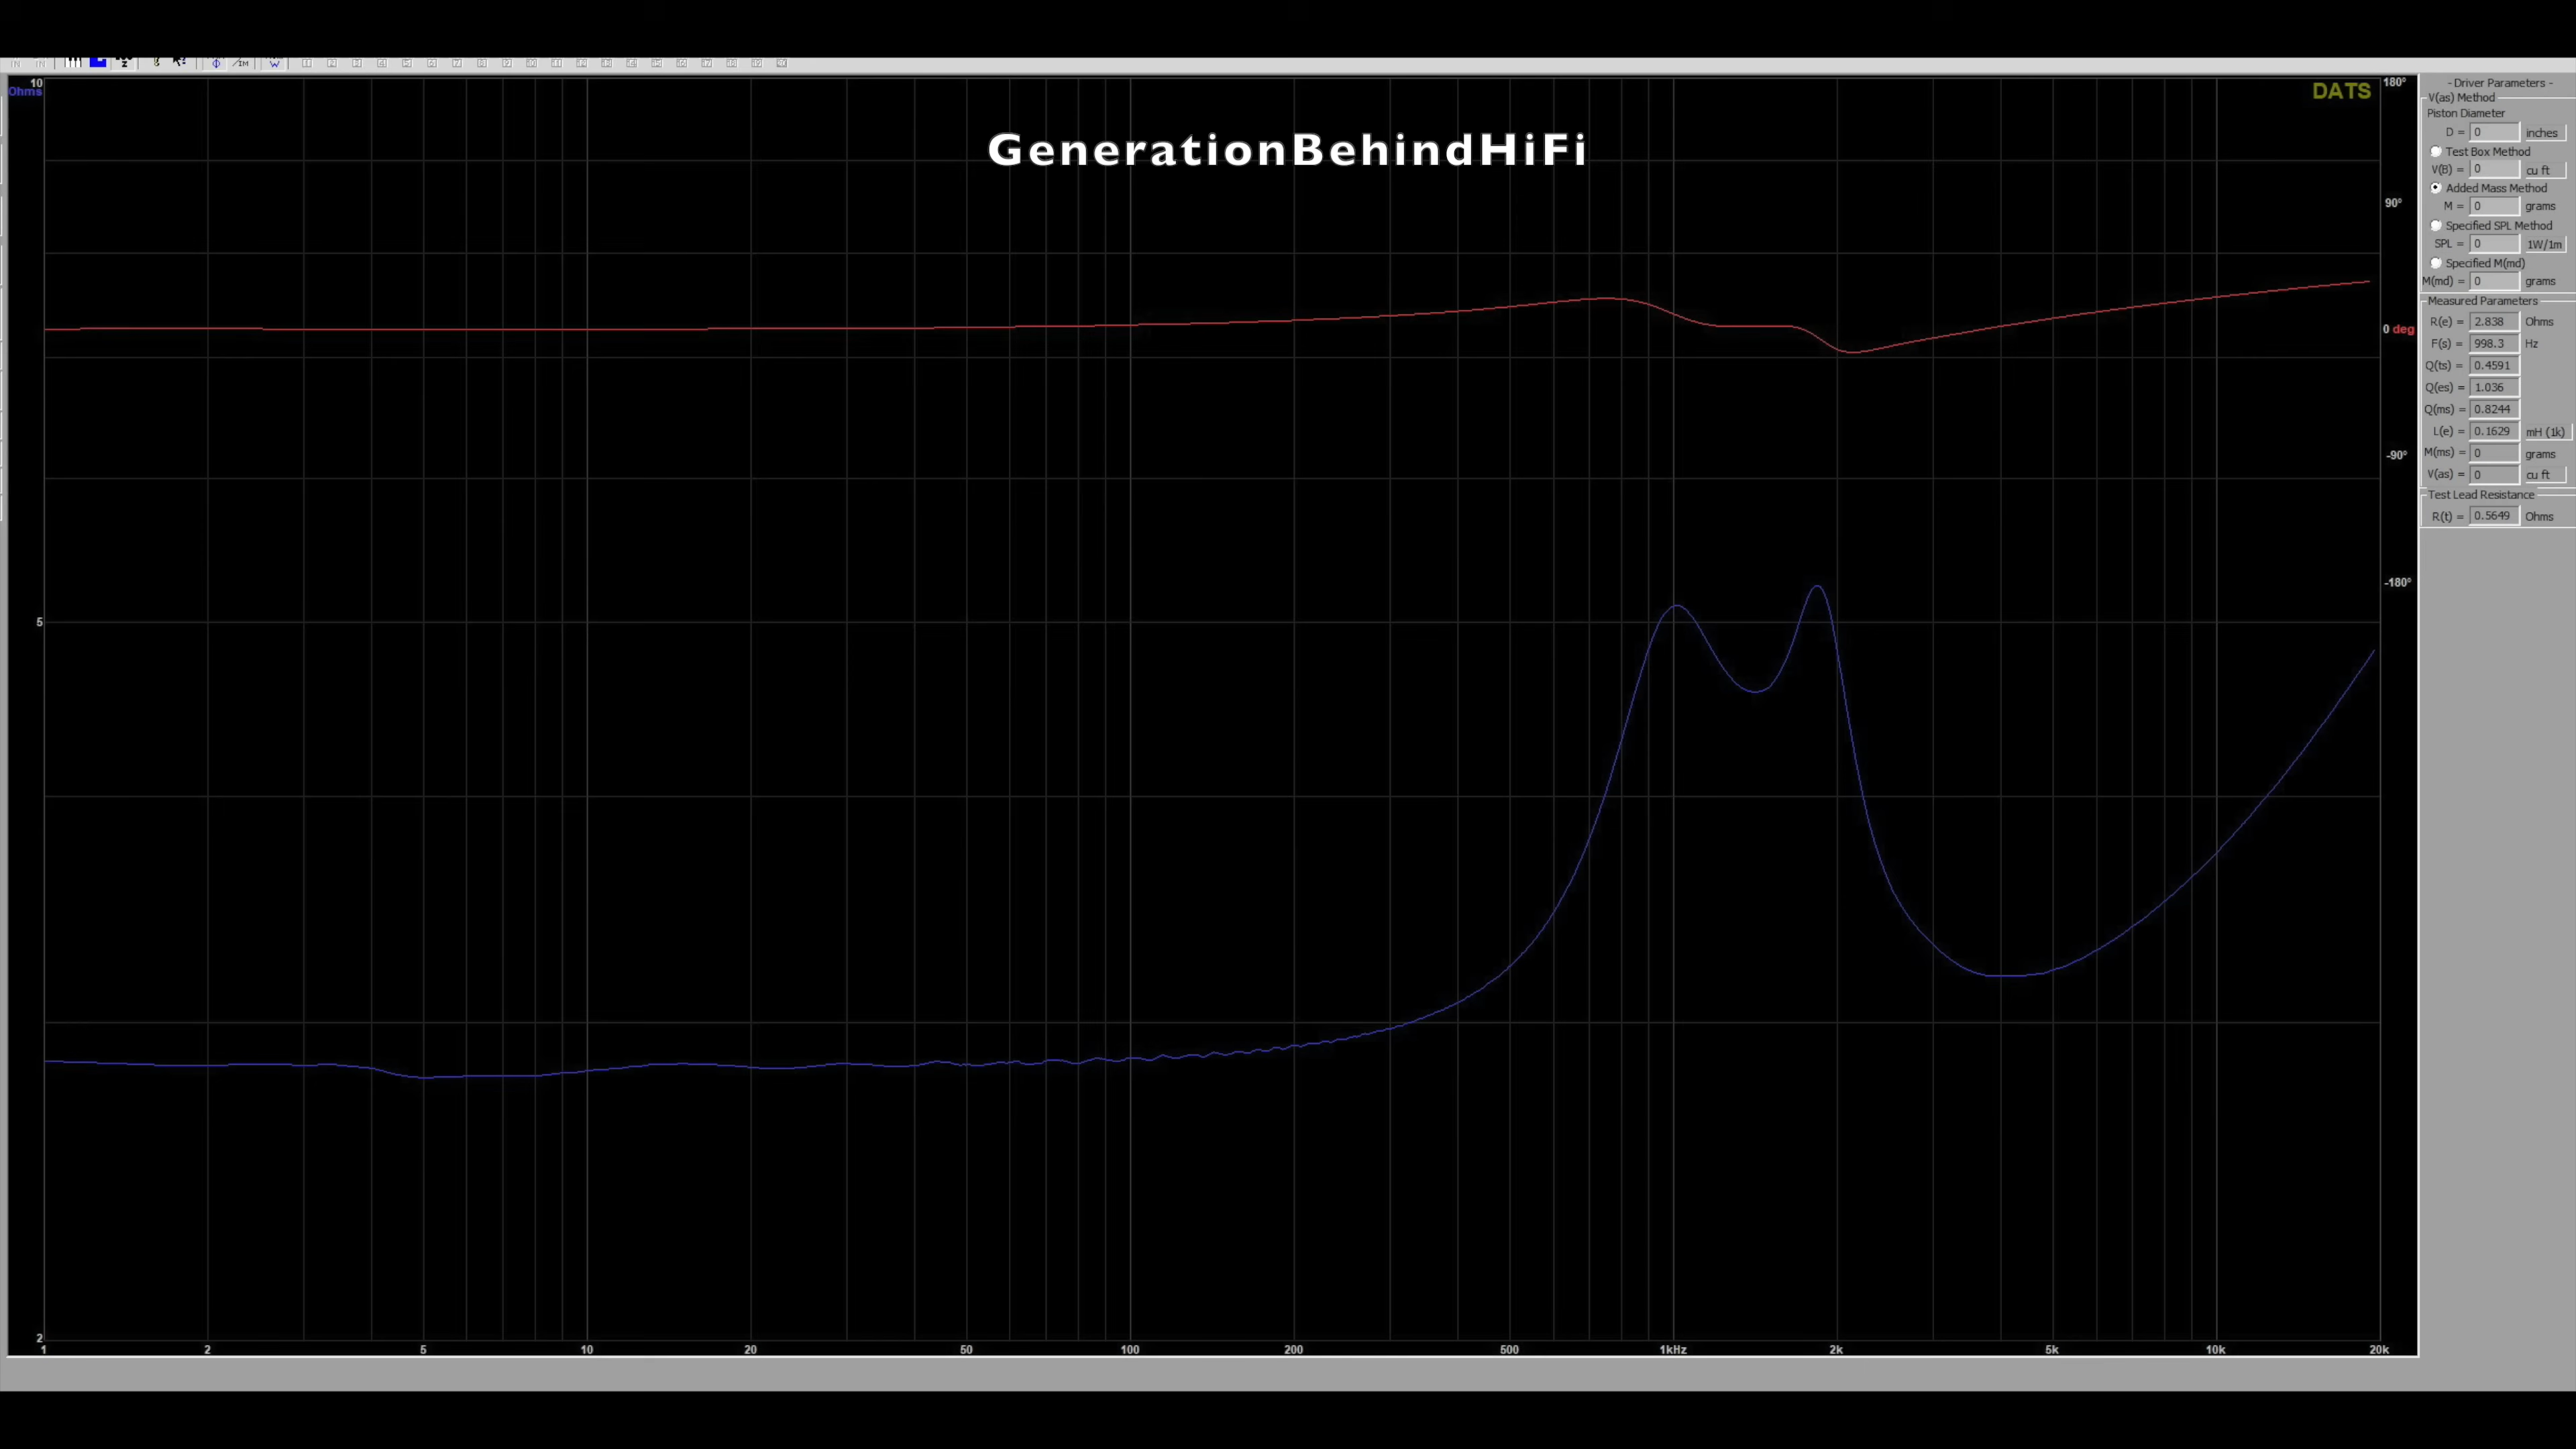 10
Ohms
5
2
GenerationBehindHiFi
DATS
180°
90°
0 deg
-90°
-180°
1 2 5 10 20 50 100 200 500 1kHz 2k 5k 10k 20k
- Driver Parameters -
V(as) Method
Piston Diameter
D = 0 inches
Test Box Method
V(B) = 0 cu ft
Added Mass Method
M = 0 grams
Specified SPL Method
SPL = 0 1W/1m
Specified M(md)
M(md) = 0 grams
Measured Parameters
R(e) = 2.838 Ohms
F(s) = 998.3 Hz
Q(ts) = 0.4591
Q(es) = 1.036
Q(ms) = 0.8244
L(e) = 0.1629 mH (1k)
M(ms) = 0 grams
V(as) = 0 cu ft
Test Lead Resistance
R(t) = 0.5649 Ohms